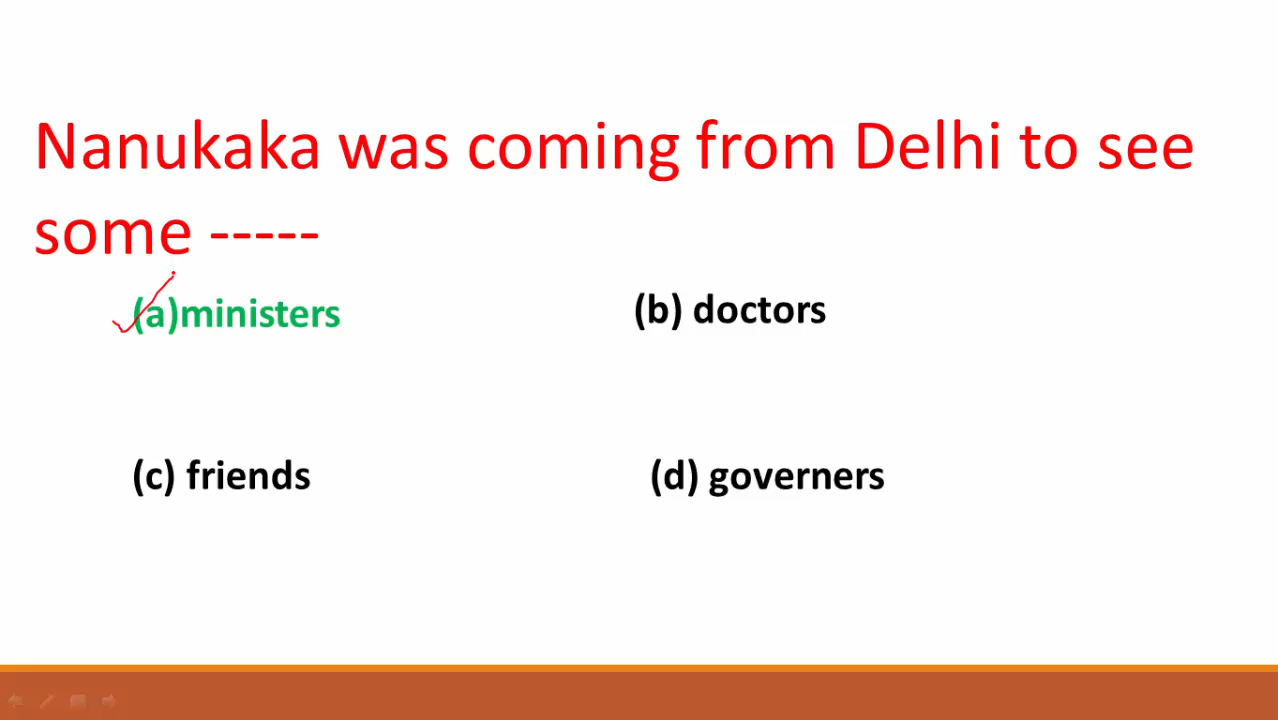 Nanukaka was coming from Delhi to see
some -----
(a)ministers
(b) doctors
(c) friends
(d) governers